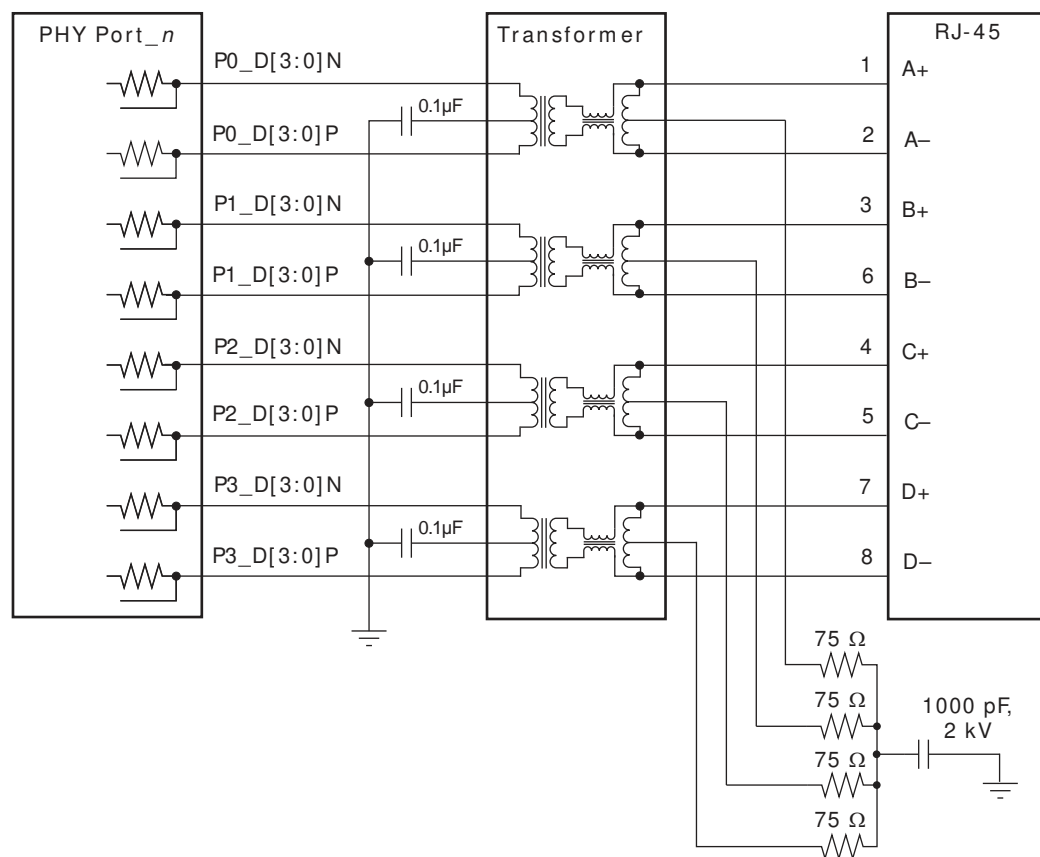 PHY Port_n
Transformer
RJ-45
P0_D[3:0]N
1
A+
0.1µF
P0_D[3:0]P
2
A–
P1_D[3:0]N
3
B+
0.1µF
P1_D[3:0]P
6
B–
P2_D[3:0]N
4
C+
0.1µF
P2_D[3:0]P
5
C–
P3_D[3:0]N
7
D+
0.1µF
P3_D[3:0]P
8
D–
75 Ω
75 Ω
1000 pF,
2 kV
75 Ω
75 Ω